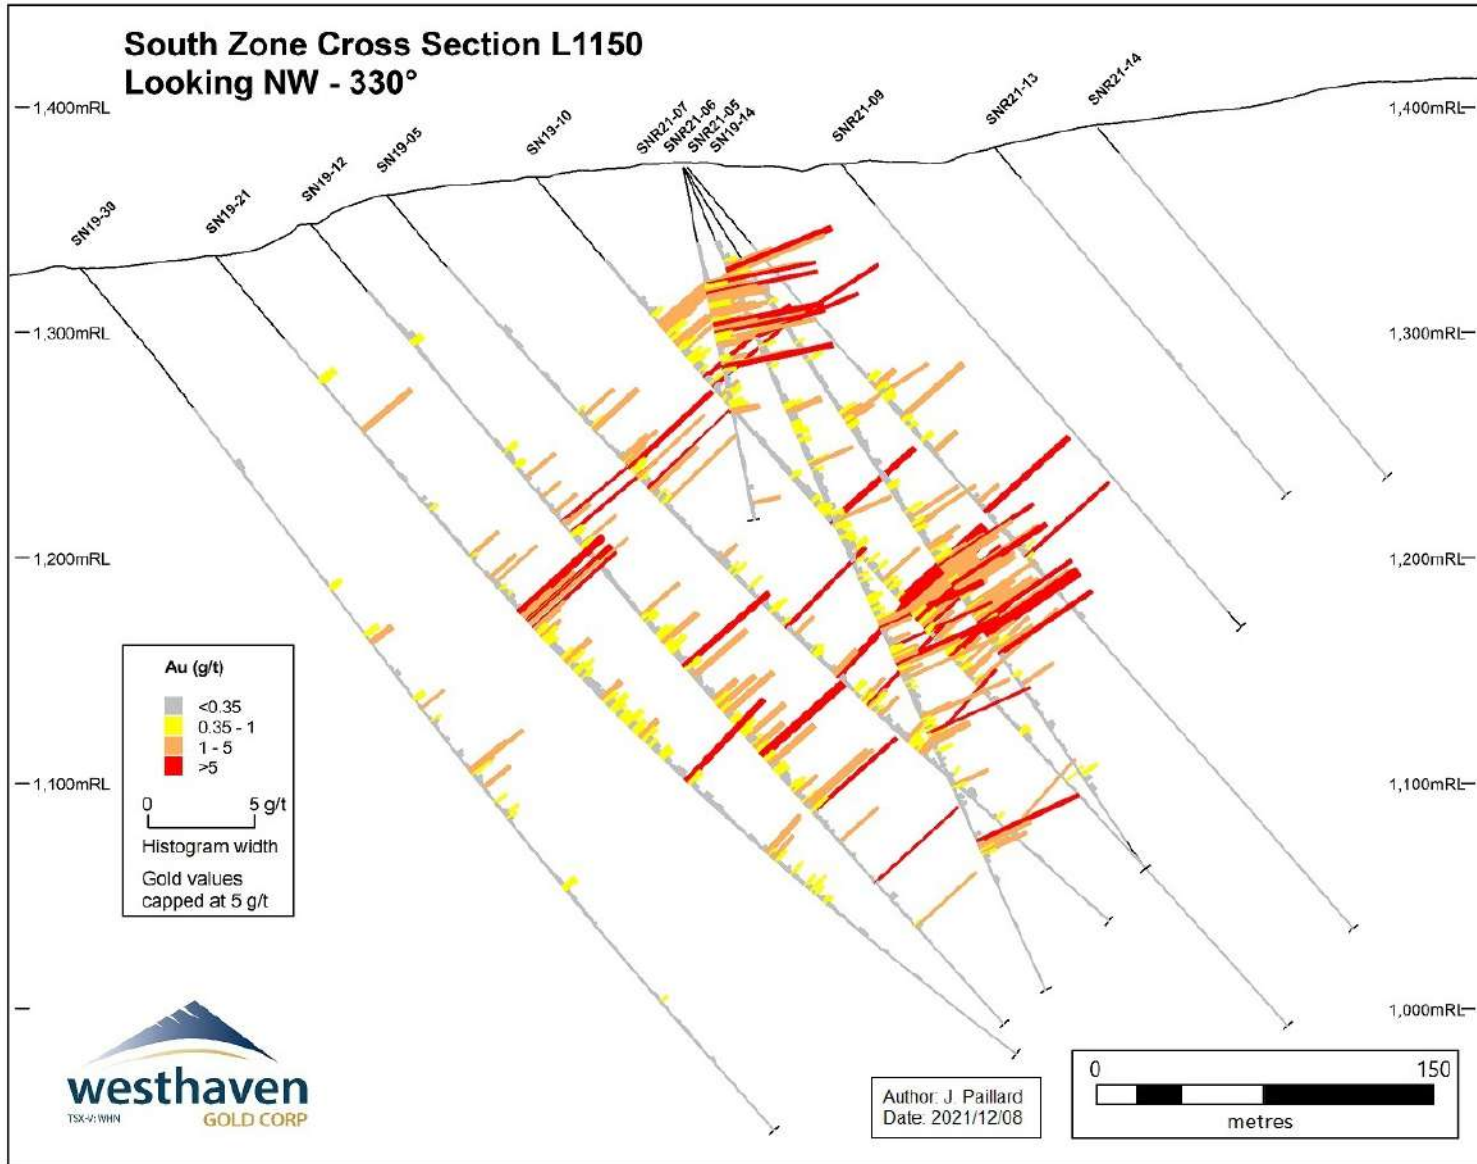 South Zone Cross Section L1150
Looking NW - 330°
1,400mRL
1,400mRL
SN19-30
SN19-21
SN19-12
SN19-05
SN19-10
SNR21-07
SNR21-06
SNR21-05
SN19-14
SNR21-09
SNR21-13
SNR21-14
1,300mRL
1,300mRL
1,200mRL
1,200mRL
Au (g/t)
<0.35
0.35 - 1
1 - 5
>5
0 5 g/t
Histogram width
Gold values
capped at 5 g/t
1,100mRL
1,100mRL
1,000mRL
westhaven
TSX-V: WHN
GOLD CORP
Author: J. Paillard
Date: 2021/12/08
0 150
metres